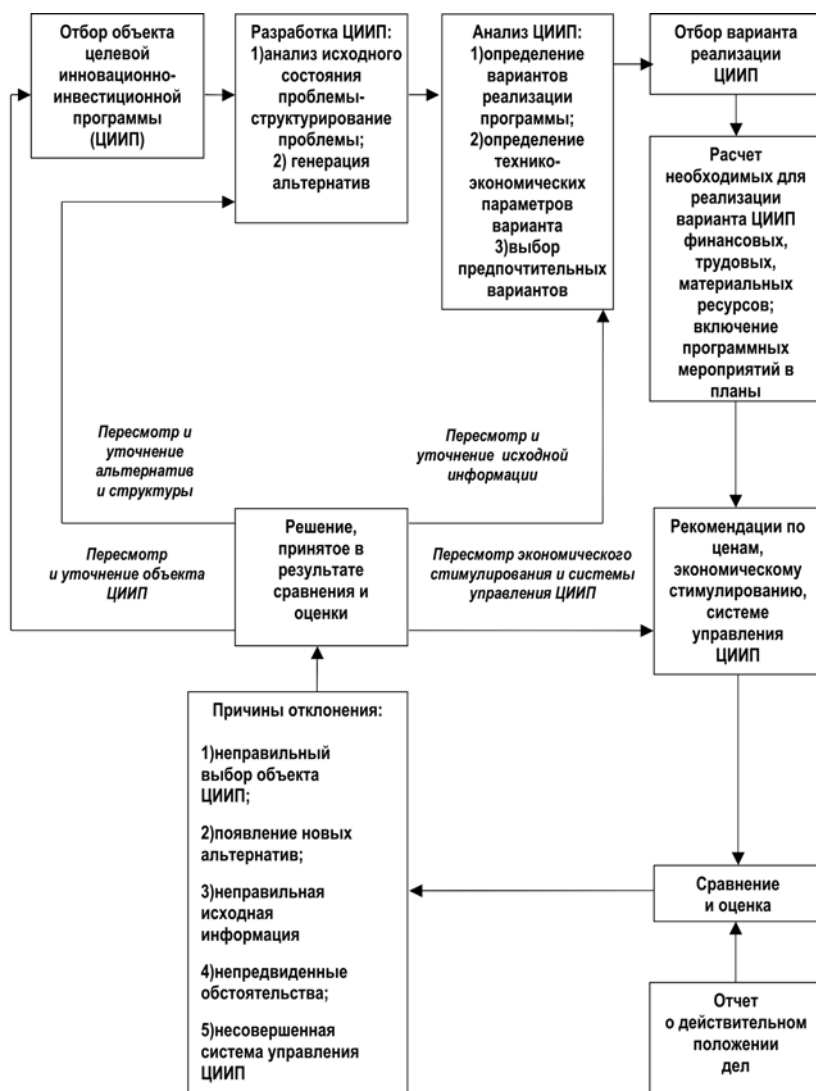 Отбор объекта
целевой
инновационно-
инвестиционной
программы
(ЦИИП)
Разработка ЦИИП:
1)анализ исходного
состояния
проблемы-
структурирование
проблемы;
2) генерация
альтернатив
Анализ ЦИИП:
1)определение
вариантов
реализации
программы;
2)определение
технико-
экономических
параметров
варианта
3)выбор
предпочтительных
вариантов
Отбор варианта
реализации
ЦИИП
Расчет
необходимых для
реализации
варианта ЦИИП
финансовых,
трудовых,
материальных
ресурсов;
включение
программных
мероприятий в
планы
Пересмотр и
уточнение
альтернатив
и структуры
Пересмотр и
уточнение исходной
информации
Пересмотр
и уточнение объекта
ЦИИП
Решение,
принятое в
результате
сравнения и
оценки
Пересмотр экономического
стимулирования и системы
управления ЦИИП
Рекомендации по
ценам,
экономическому
стимулированию,
системе
управления
ЦИИП
Причины отклонения:
1)неправильный
выбор объекта
ЦИИП;
2)появление новых
альтернатив;
3)неправильная
исходная
информация
4)непредвиденные
обстоятельства;
5)несовершенная
система управления
ЦИИП
Сравнение
и оценка
Отчет
о действительном
положении
дел